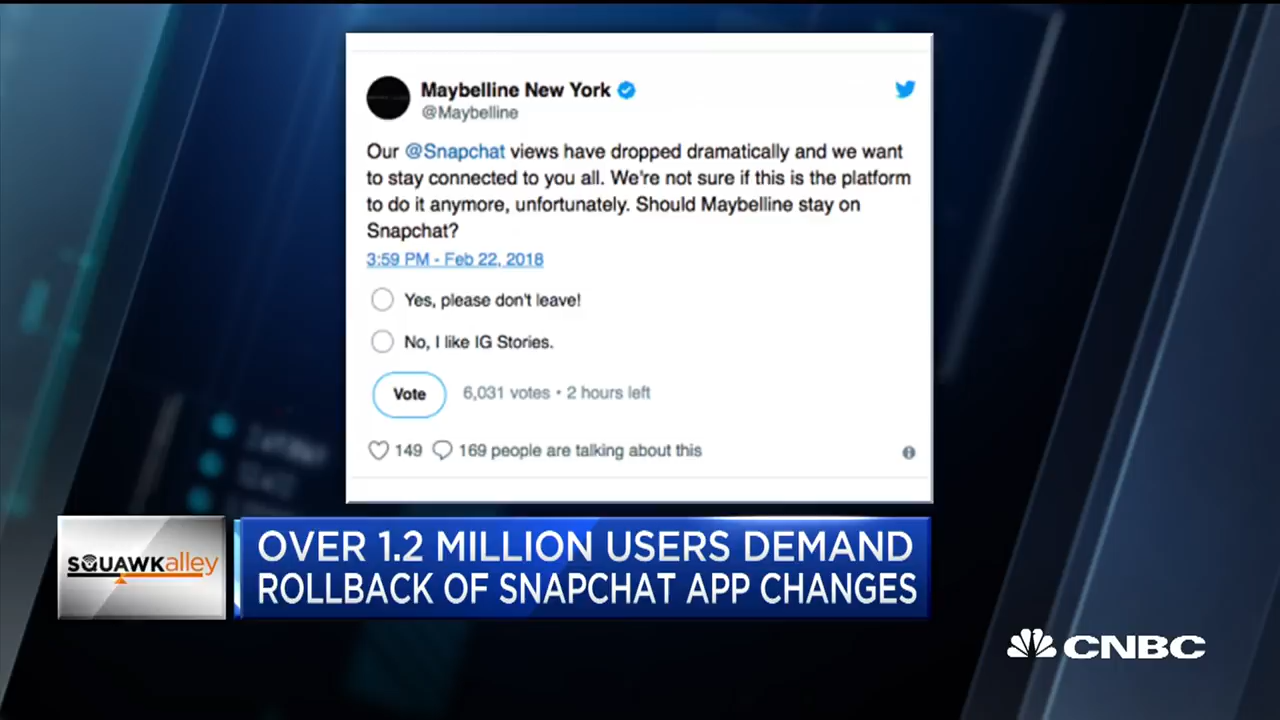 Maybelline New York
@Maybelline
Our @Snapchat views have dropped dramatically and we want
to stay connected to you all. We're not sure if this is the platform
to do it anymore, unfortunately. Should Maybelline stay on
Snapchat?
3:59 PM - Feb 22, 2018
Yes, please don't leave!
No, I like IG Stories.
Vote 6,031 votes • 2 hours left
149 169 people are talking about this
SQUAWKalley
OVER 1.2 MILLION USERS DEMAND
ROLLBACK OF SNAPCHAT APP CHANGES
CNBC